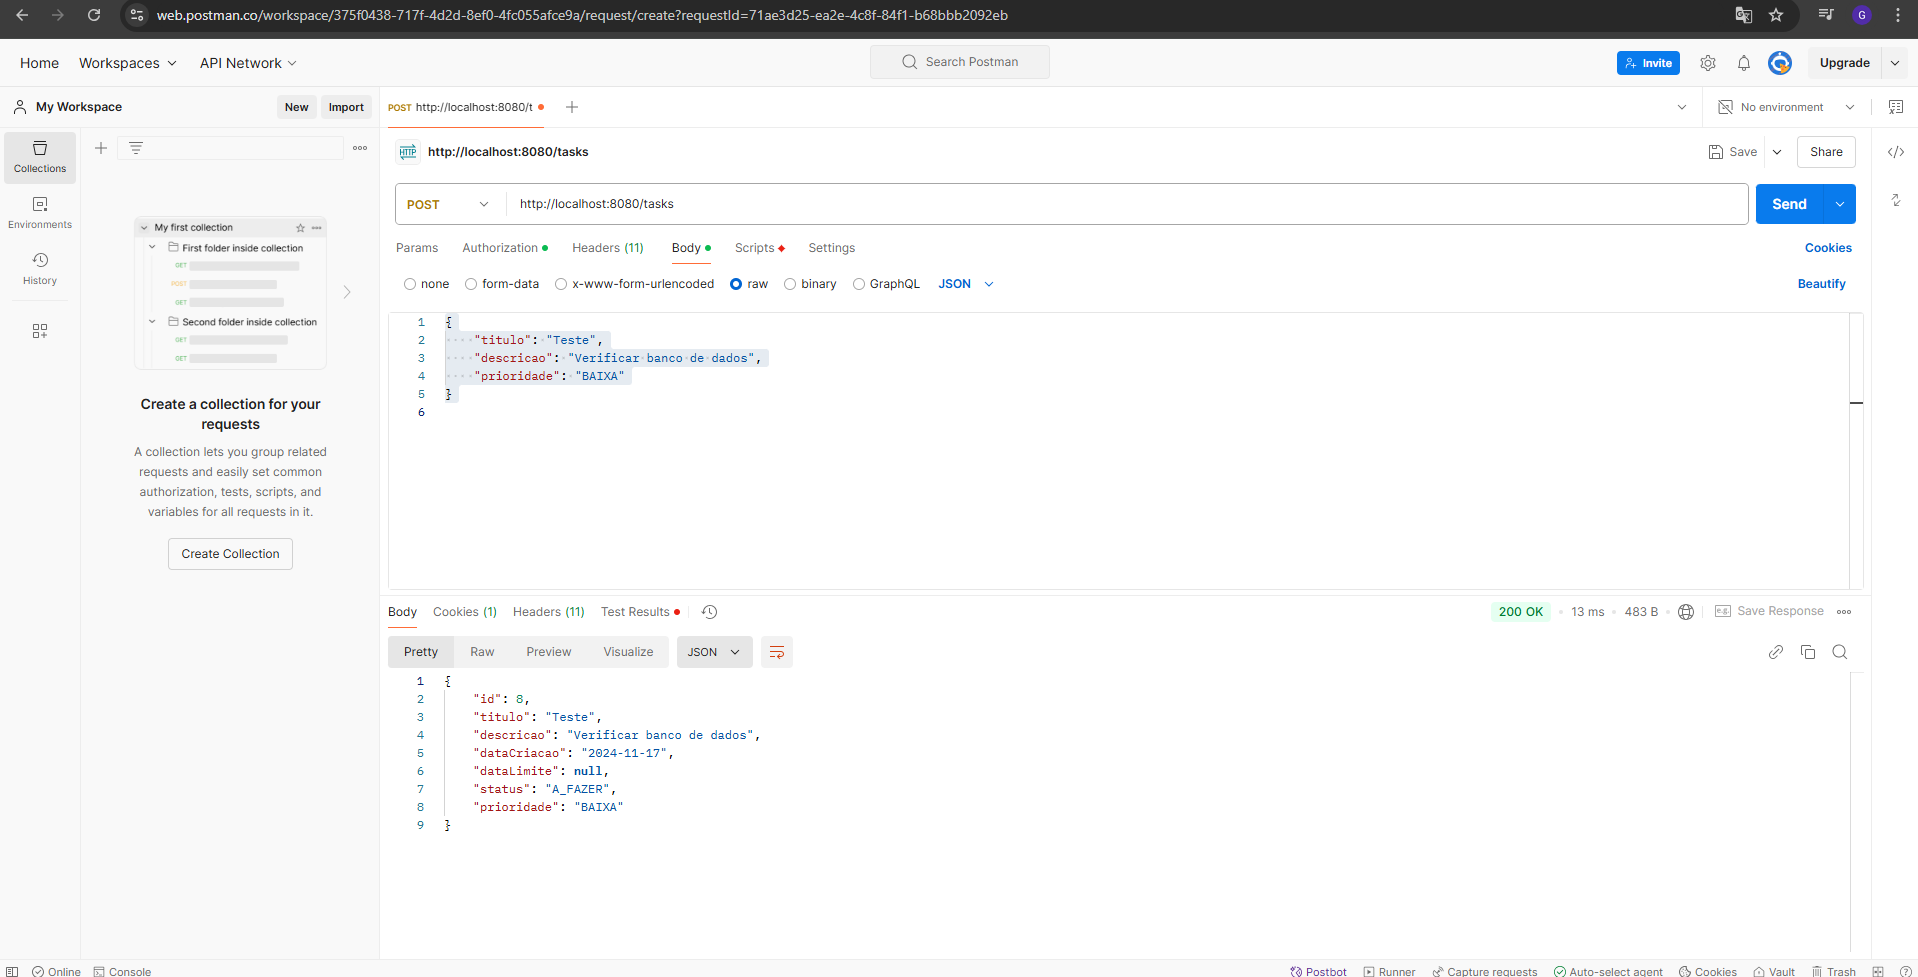 web.postman.co/workspace/375f0438-717f-4d2d-8ef0-4fc055afce9a/request/create?requestId=71ae3d25-ea2e-4c8f-84f1-b68bbb2092eb
G
Home Workspaces API Network Search Postman Invite Upgrade
My Workspace New Import POST http://localhost:8080/t No environment
Collections
Environments
History
My first collection
First folder inside collection
GET
POST
GET
Second folder inside collection
GET
GET
Create a collection for your
requests
A collection lets you group related
requests and easily set common
authorization, tests, scripts, and
variables for all requests in it.
Create Collection
HTTP http://localhost:8080/tasks Save Share
POST http://localhost:8080/tasks Send
Params Authorization Headers (11) Body Scripts Settings Cookies
none form-data x-www-form-urlencoded raw binary GraphQL JSON Beautify
1 {
2 "titulo": "Teste",
3 "descricao": "Verificar banco de dados",
4 "prioridade": "BAIXA"
5 }
6
Body Cookies (1) Headers (11) Test Results 200 OK • 13 ms • 483 B • e.g. Save Response
Pretty Raw Preview Visualize JSON
1 {
2 "id": 8,
3 "titulo": "Teste",
4 "descricao": "Verificar banco de dados",
5 "dataCriacao": "2024-11-17",
6 "dataLimite": null,
7 "status": "A_FAZER",
8 "prioridade": "BAIXA"
9 }
Online Console Postbot Runner Capture requests Auto-select agent Cookies Vault Trash